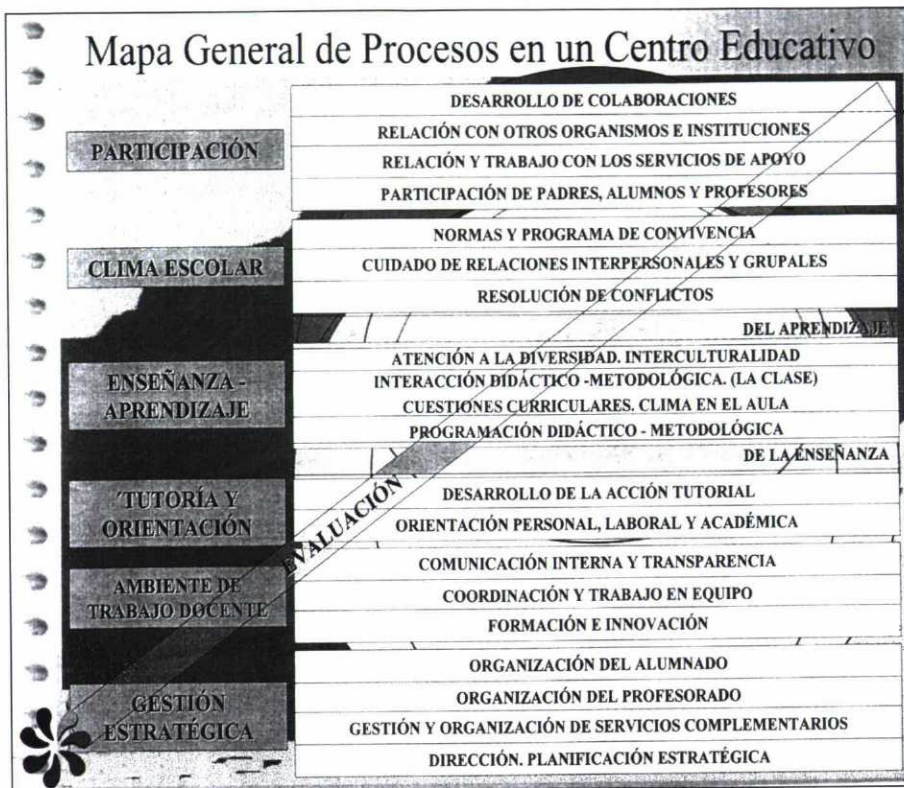 Mapa General de Procesos en un Centro Educativo
PARTICIPACIÓN
DESARROLLO DE COLABORACIONES
RELACIÓN CON OTROS ORGANISMOS E INSTITUCIONES
RELACIÓN Y TRABAJO CON LOS SERVICIOS DE APOYO
PARTICIPACIÓN DE PADRES, ALUMNOS Y PROFESORES
CLIMA ESCOLAR
NORMAS Y PROGRAMA DE CONVIVENCIA
CUIDADO DE RELACIONES INTERPERSONALES Y GRUPALES
RESOLUCIÓN DE CONFLICTOS
DEL APRENDIZAJE
ENSEÑANZA -
APRENDIZAJE
ATENCIÓN A LA DIVERSIDAD. INTERCULTURALIDAD
INTERACCIÓN DIDÁCTICO -METODOLÓGICA. (LA CLASE)
CUESTIONES CURRICULARES. CLIMA EN EL AULA
PROGRAMACIÓN DIDÁCTICO - METODOLÓGICA
DE LA ENSEÑANZA
EVALUACIÓN
TUTORÍA Y
ORIENTACIÓN
DESARROLLO DE LA ACCIÓN TUTORIAL
ORIENTACIÓN PERSONAL, LABORAL Y ACADÉMICA
AMBIENTE DE
TRABAJO DOCENTE
COMUNICACIÓN INTERNA Y TRANSPARENCIA
COORDINACIÓN Y TRABAJO EN EQUIPO
FORMACIÓN E INNOVACIÓN
GESTIÓN
ESTRATÉGICA
ORGANIZACIÓN DEL ALUMNADO
ORGANIZACIÓN DEL PROFESORADO
GESTIÓN Y ORGANIZACIÓN DE SERVICIOS COMPLEMENTARIOS
DIRECCIÓN. PLANIFICACIÓN ESTRATÉGICA